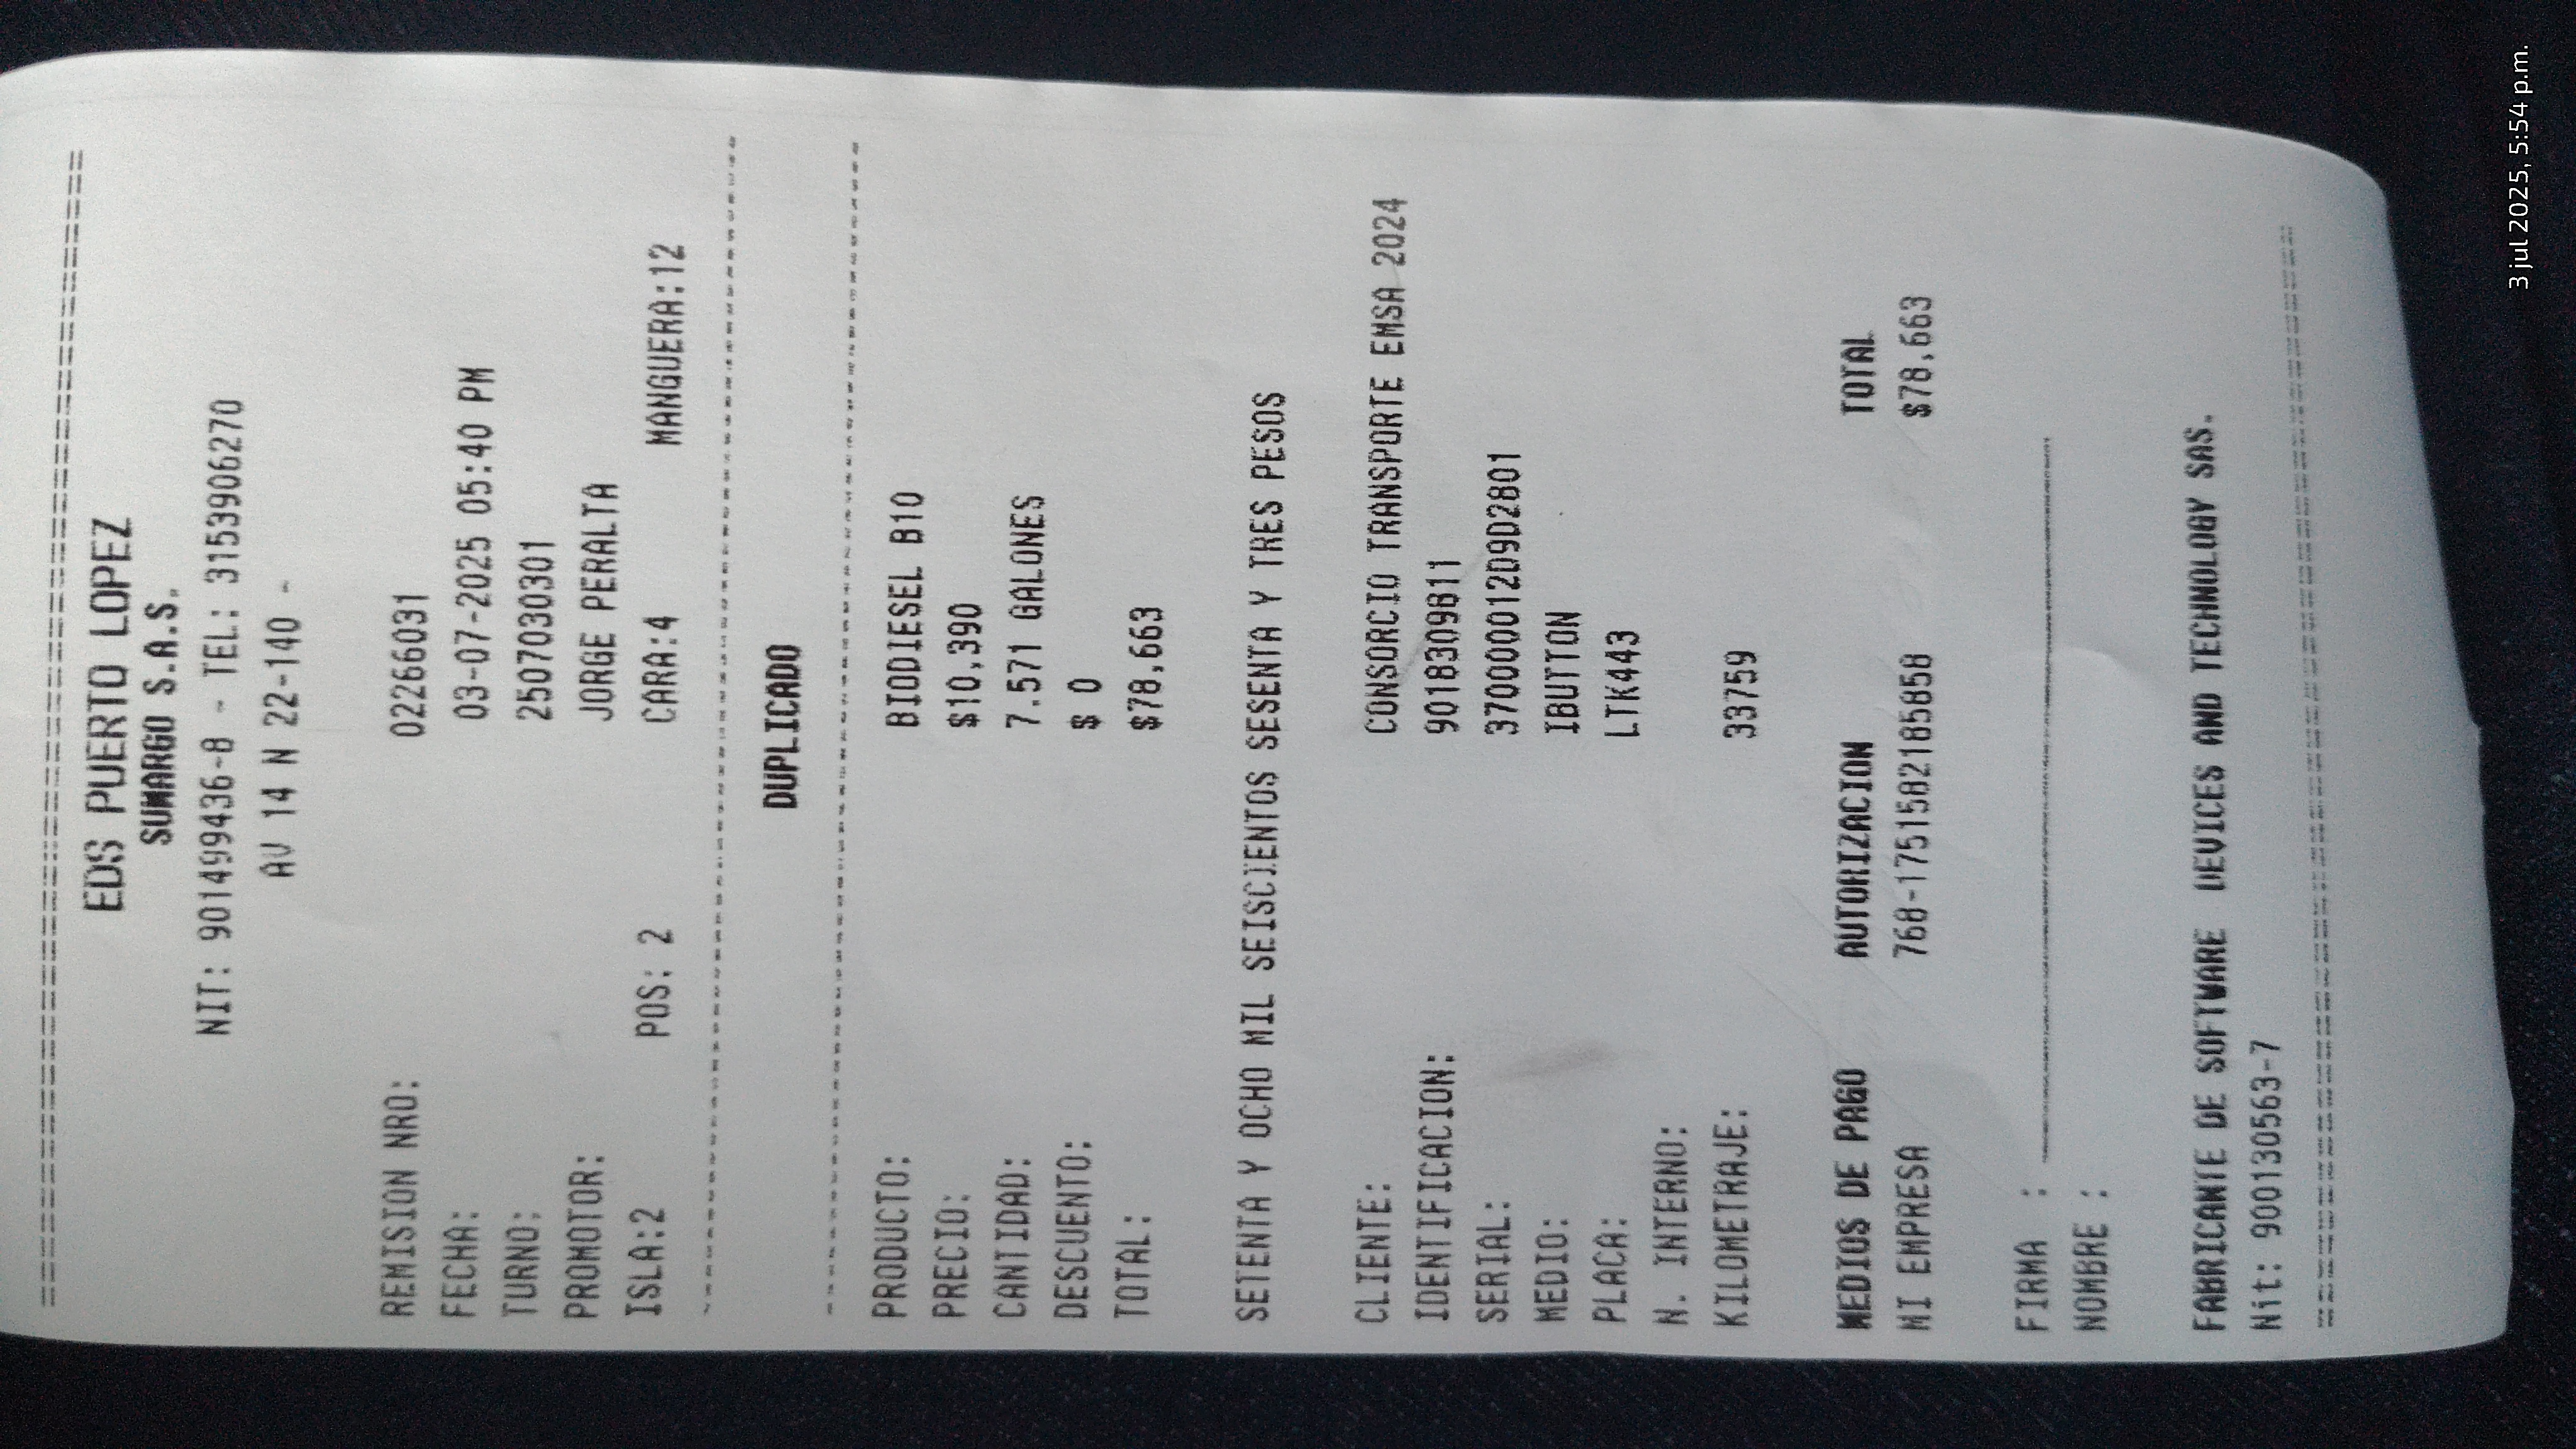 ================================================
EDS PUERTO LOPEZ
SUMARGO S.A.S.
NIT: 901499436-8 - TEL: 3153906270
AV 14 N 22-140 -
REMISION NRO: 02266031
FECHA: 03-07-2025 05:40 PM
TURNO: 250703030​1
PROMOTOR: JORGE PERALTA
ISLA:2 POS: 2 CARA:4 MANGUERA:12
------------------------------------------------
DUPLICADO
------------------------------------------------
PRODUCTO: BIODIESEL B10
PRECIO: $10,390
CANTIDAD: 7.571 GALONES
DESCUENTO: $ 0
TOTAL: $78,663
SETENTA Y OCHO MIL SEISCIENTOS SESENTA Y TRES PESOS
CLIENTE: CONSORCIO TRANSPORTE EMSA 2024
IDENTIFICACION: 9018309811
SERIAL: 370000012D9D2801
MEDIO: IBUTTON
PLACA: LTK443
N. INTERNO:
KILOMETRAJE: 33759
MEDIOS DE PAGO AUTORIZACION TOTAL
MI EMPRESA 768-1751582185858 $78,663
FIRMA : ______________________________
NOMBRE :
FABRICANTE DE SOFTWARE DEVICES AND TECHNOLOGY SAS.
Nit: 900130563-7
================================================
3 jul 2025, 5:54 p.m.